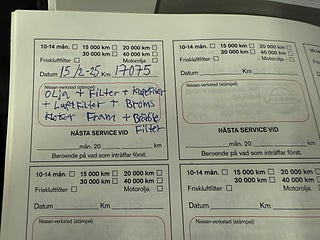 10-14 mån. 15 000 km 20 000 km
30 000 km 40 000 km
Friskluftfilter Motorolja
Datum 15/2-25, 17075 km
Nissan-verkstad (stämpel)
olja + Filter + Kupefilter
+ Luftfilter + Broms
Klotsar Fram + Bränsle
Filter
NÄSTA SERVICE VID
mån. 20 km
Beroende på vad som inträffar först.
10-14 mån. 15 000 km 20 000 km
30 000 km 40 000 km
Friskluftfilter Motorolja
Datum km
Nissan-verkstad (stämpel)
NÄSTA SERVICE VID
mån. 20 km
Beroende på vad som inträffar först.
10-14 mån. 15 000 km 20 000 km
30 000 km 40 000 km
Friskluftfilter Motorolja
Datum km
Nissan-verkstad (stämpel)
10-14 mån. 15 000 km 20 000 km
30 000 km 40 000 km
Friskluftfilter Motorolja
Datum km
Nissan-verkstad (stämpel)